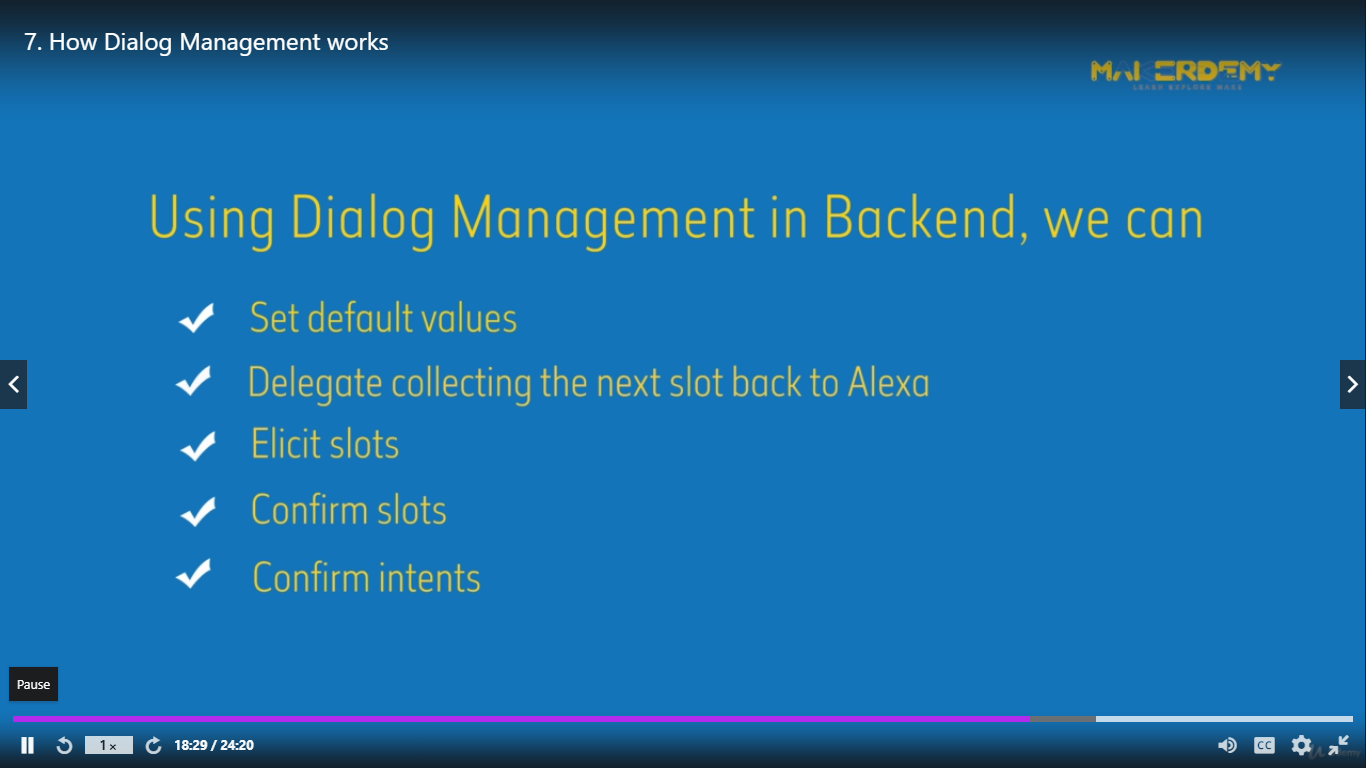 7. How Dialog Management works
MAKERDEMY
LEARN EXPLORE MAKE
Using Dialog Management in Backend, we can
Set default values
Delegate collecting the next slot back to Alexa
Elicit slots
Confirm slots
Confirm intents
Pause
1x
18:29 / 24:20
CC